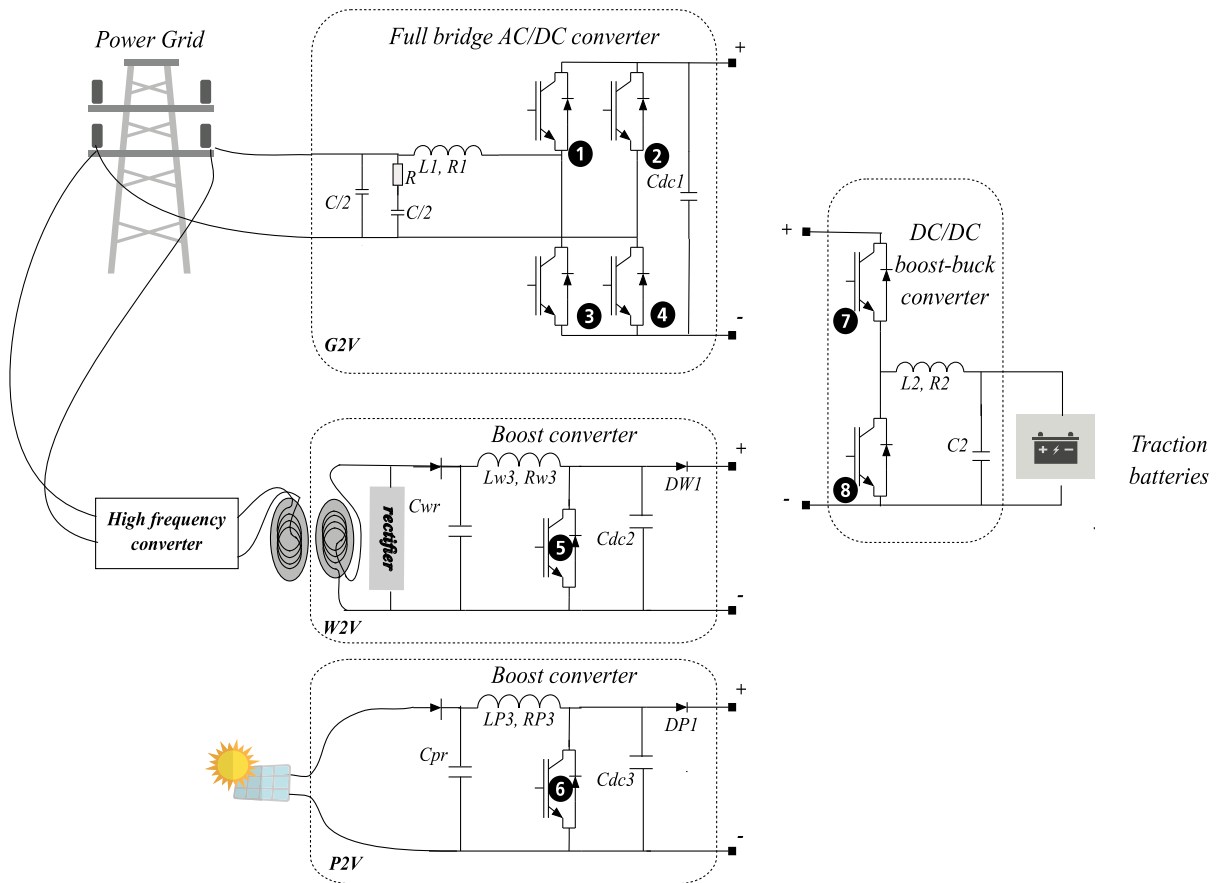 Power Grid
Full bridge AC/DC converter
+
1
2
L1, R1
R
Cdc1
C/2
C/2
3
4
-
G2V
+
DC/DC
boost-buck
converter
7
L2, R2
C2
8
-
+ -
Traction
batteries
Boost converter
+
Lw3, Rw3
DW1
Cwr
rectifier
5
Cdc2
High frequency
converter
-
W2V
Boost converter
+
LP3, RP3
DP1
Cpr
6
Cdc3
-
P2V